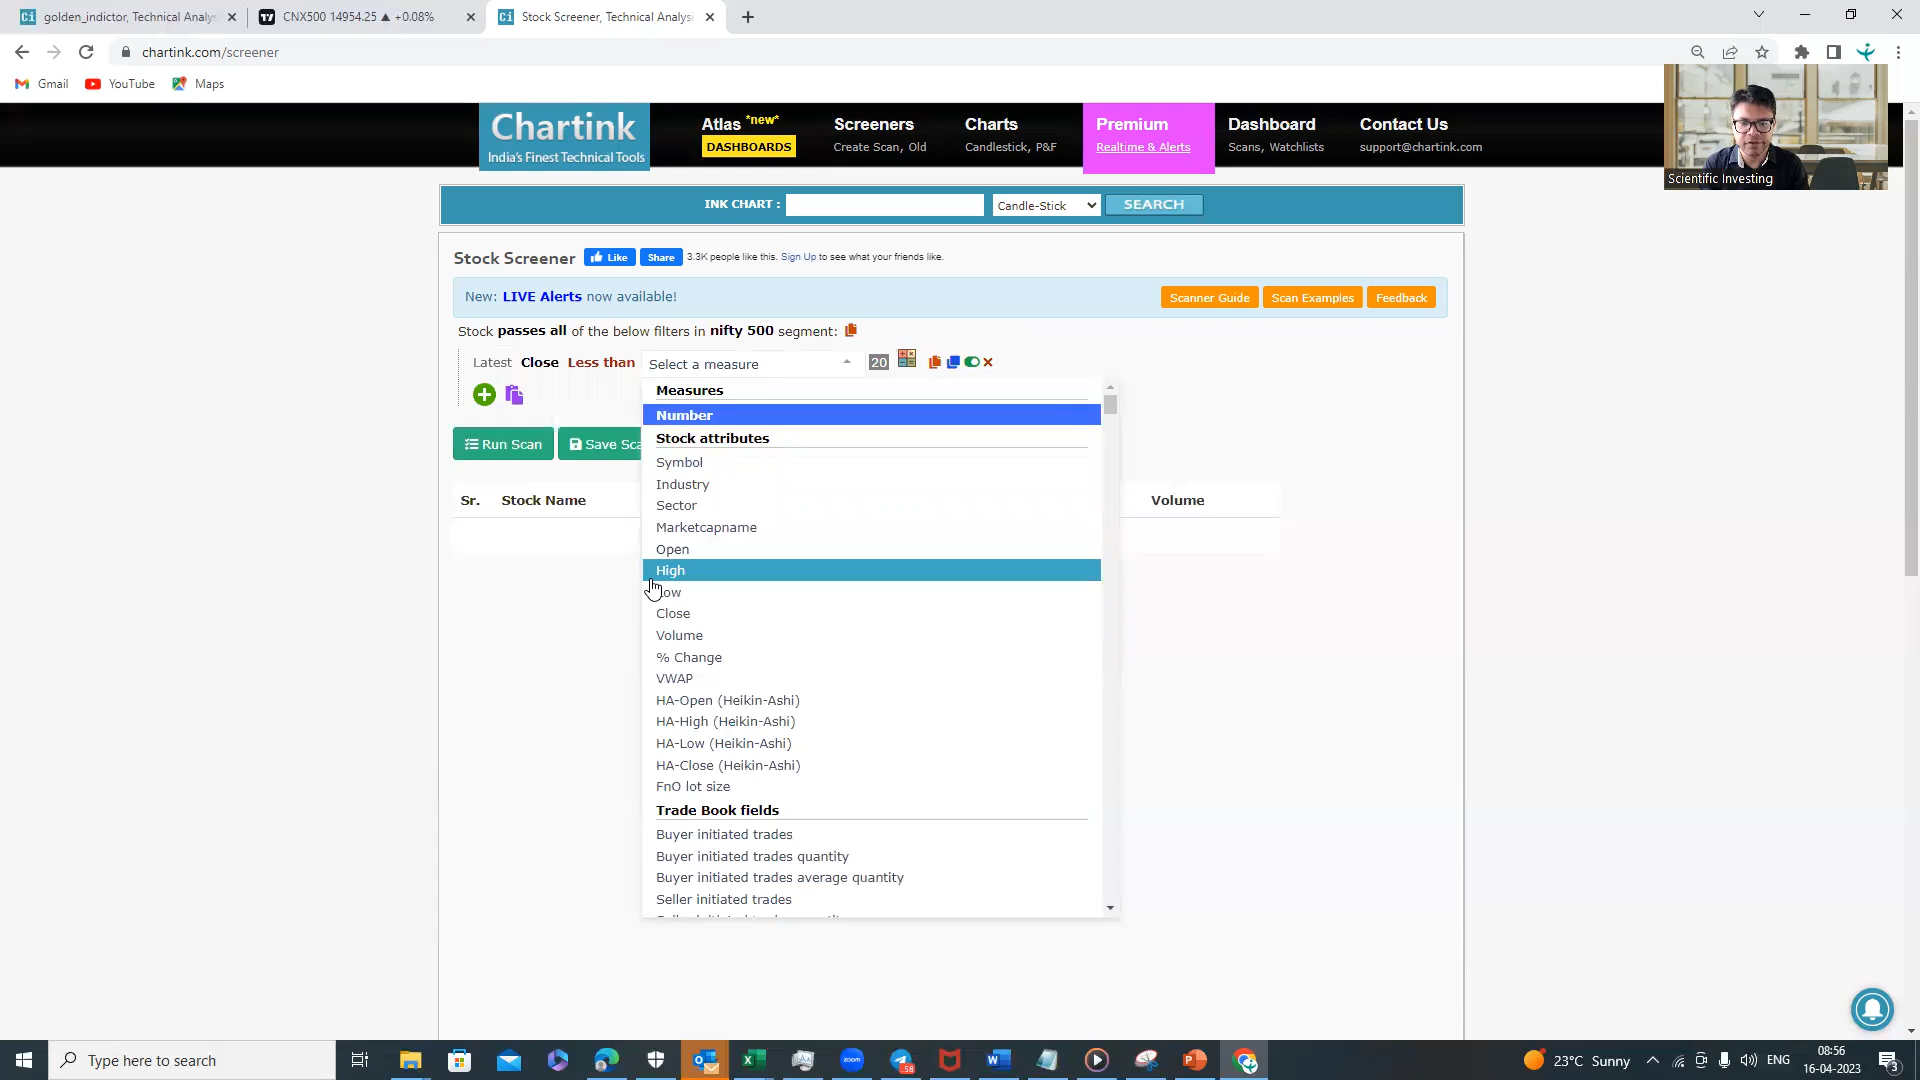 golden_indictor, Technical Analys
CNX500 14954.25 ▲ +0.08%
Stock Screener, Technical Analys
chartink.com/screener
Gmail
YouTube
Maps
Chartink
India's Finest Technical Tools
Atlas *new*
DASHBOARDS
Screeners
Create Scan, Old
Charts
Candlestick, P&F
Premium
Realtime & Alerts
Dashboard
Scans, Watchlists
Contact Us
support@chartink.com
Scientific Investing
INK CHART :
Candle-Stick
SEARCH
Stock Screener
Like
Share
3.3K people like this. Sign Up to see what your friends like.
New: LIVE Alerts now available!
Scanner Guide
Scan Examples
Feedback
Stock passes all of the below filters in nifty 500 segment:
Latest Close Less than Select a measure 20
Measures
Number
Stock attributes
Run Scan
Save Sca
Symbol
Industry
Sr. Stock Name
Volume
Sector
Marketcapname
Open
High
ow
Close
Volume
% Change
VWAP
HA-Open (Heikin-Ashi)
HA-High (Heikin-Ashi)
HA-Low (Heikin-Ashi)
HA-Close (Heikin-Ashi)
FnO lot size
Trade Book fields
Buyer initiated trades
Buyer initiated trades quantity
Buyer initiated trades average quantity
Seller initiated trades
Type here to search
23°C Sunny
ENG
08:56
16-04-2023